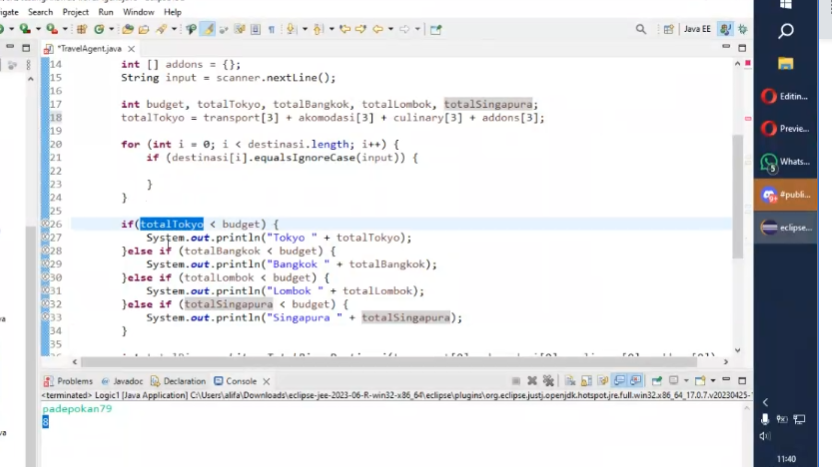 Search Project Run Window Help
Java EE
*TravelAgent.java
14 int [] addons = {};
15 String input = scanner.nextLine();
16
17 int budget, totalTokyo, totalBangkok, totalLombok, totalSingapura;
18 totalTokyo = transport[3] + akomodasi[3] + culinary[3] + addons[3];
19
20 for (int i = 0; i < destinasi.length; i++) {
21 if (destinasi[i].equalsIgnoreCase(input)) {
22
23 }
24 }
25
26 if(totalTokyo < budget) {
27 System.out.println("Tokyo " + totalTokyo);
28 }else if (totalBangkok < budget) {
29 System.out.println("Bangkok " + totalBangkok);
30 }else if (totalLombok < budget) {
31 System.out.println("Lombok " + totalLombok);
32 }else if (totalSingapura < budget) {
33 System.out.println("Singapura " + totalSingapura);
34 }
Problems Javadoc Declaration Console
<terminated> Logic1 [Java Application] C:\Users\alifa\Downloads\eclipse-jee-2023-06-R-win32-x86_64\eclipse\plugins\org.eclipse.justj.openjdk.hotspot.jre.full.win32.x86_64_17.0.7.v20230425-
padepokan79
8
Editin...
Previe...
Whats...
#publi...
eclipse...
11:40